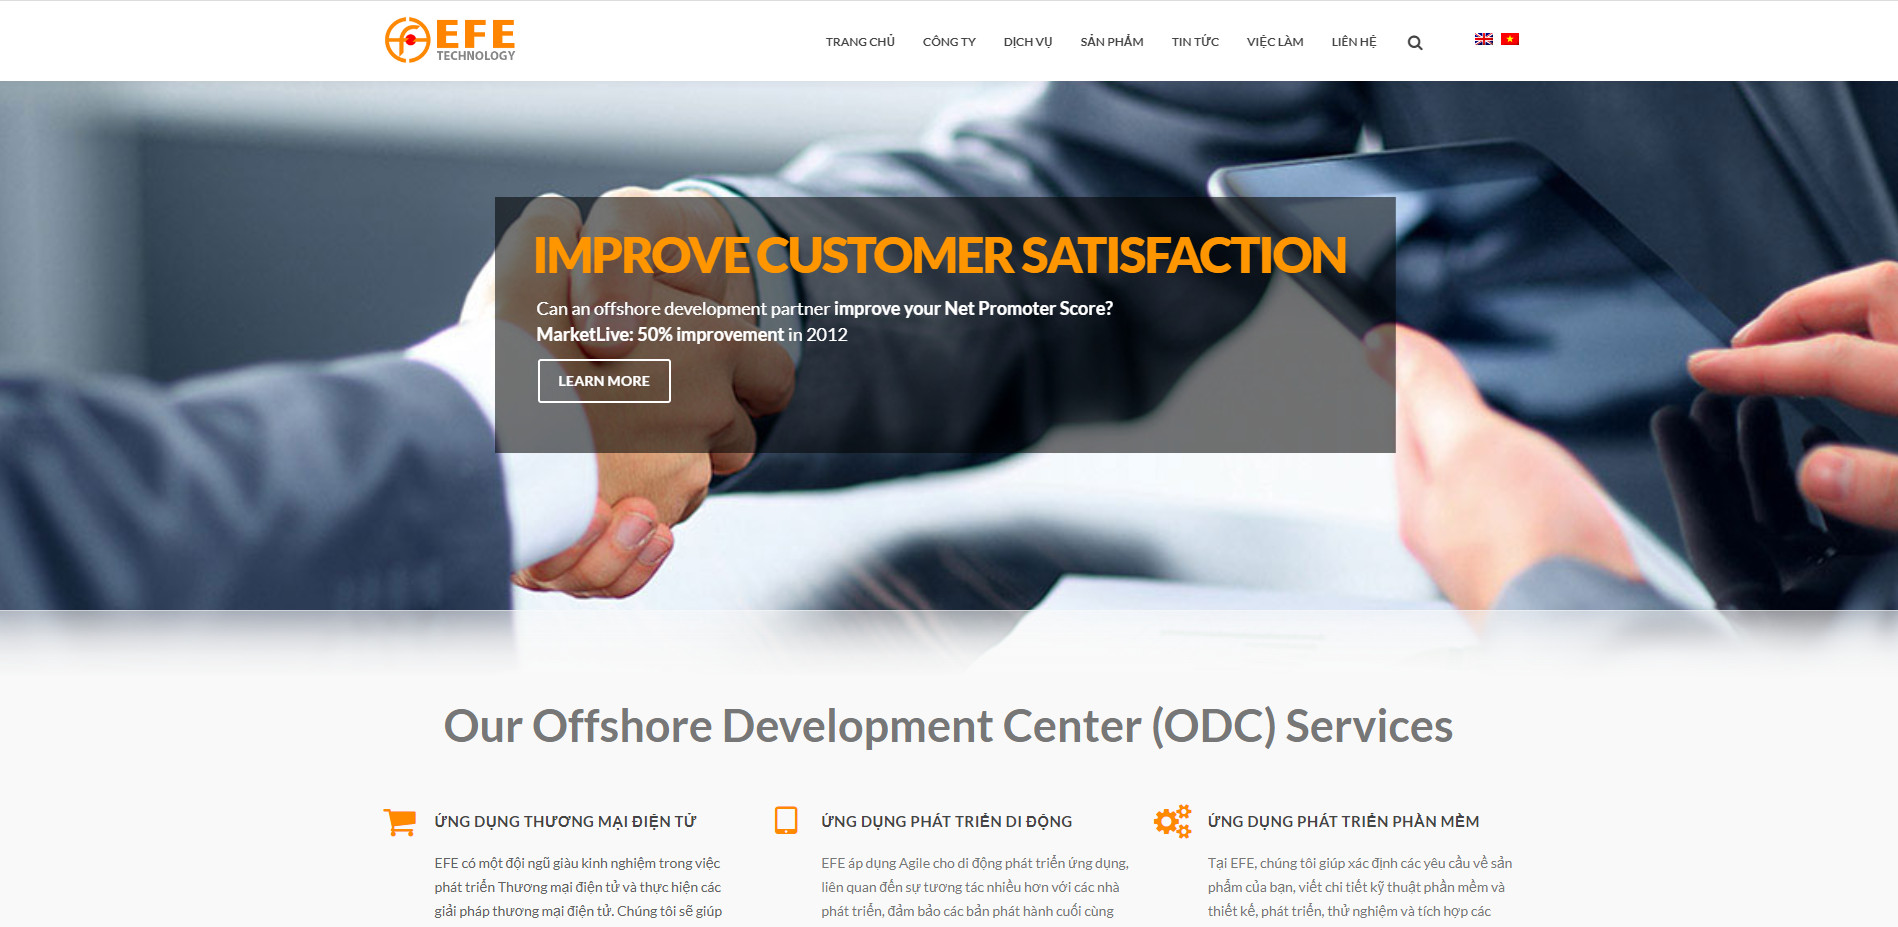 EFE
TECHNOLOGY
TRANG CHỦ CÔNG TY DỊCH VỤ SẢN PHẨM TIN TỨC VIỆC LÀM LIÊN HỆ
IMPROVE CUSTOMER SATISFACTION
Can an offshore development partner improve your Net Promoter Score?
MarketLive: 50% improvement in 2012
LEARN MORE
Our Offshore Development Center (ODC) Services
ỨNG DỤNG THƯƠNG MẠI ĐIỆN TỬ
EFE có một đội ngũ giàu kinh nghiệm trong việc
phát triển Thương mại điện tử và thực hiện các
giải pháp thương mại điện tử. Chúng tôi sẽ giúp
ỨNG DỤNG PHÁT TRIỂN DI ĐỘNG
EFE áp dụng Agile cho di động phát triển ứng dụng,
liên quan đến sự tương tác nhiều hơn với các nhà
phát triển, đảm bảo các bản phát hành cuối cùng
ỨNG DỤNG PHÁT TRIỂN PHẦN MỀM
Tại EFE, chúng tôi giúp xác định các yêu cầu về sản
phẩm của bạn, viết chi tiết kỹ thuật phần mềm và
thiết kế, phát triển, thử nghiệm và tích hợp các